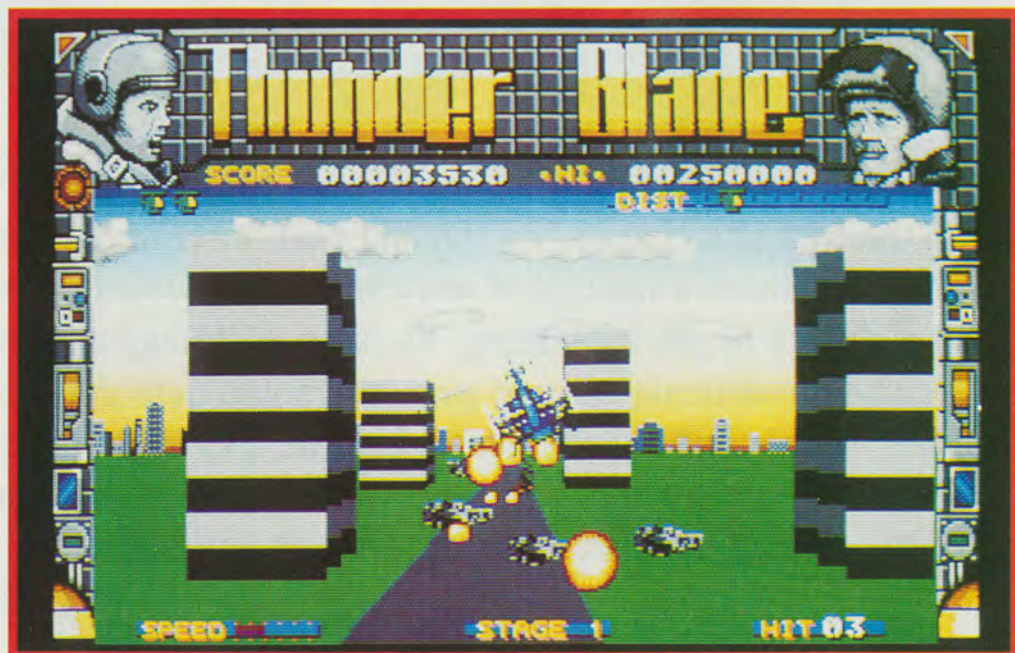 Thunder Blade
SCORE 00003530 •HI• 00250000
DIST
SPEED STAGE 1 HIT 03